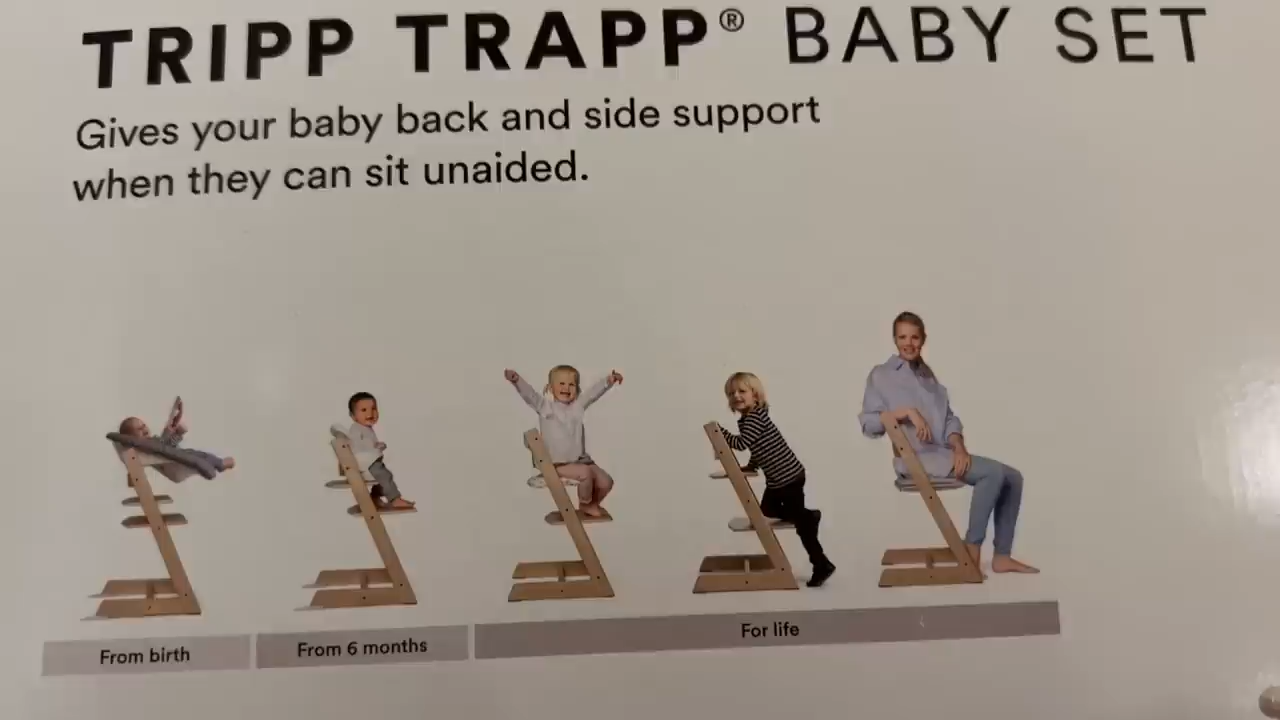 TRIPP TRAPP® BABY SET
Gives your baby back and side support
when they can sit unaided.
From birth
From 6 months
For life